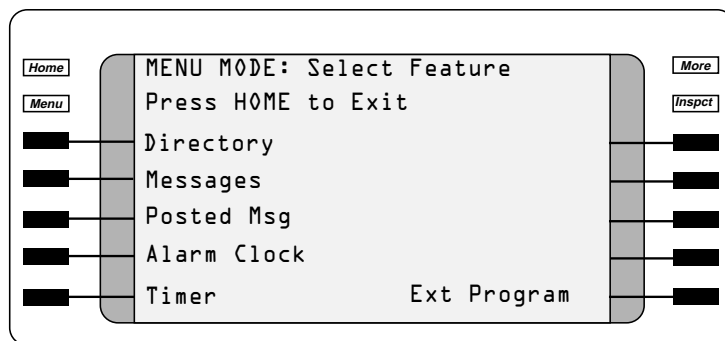 Home
Menu
MENU MODE: Select Feature
Press HOME to Exit
Directory
Messages
Posted Msg
Alarm Clock
Timer Ext Program
More
Inspct